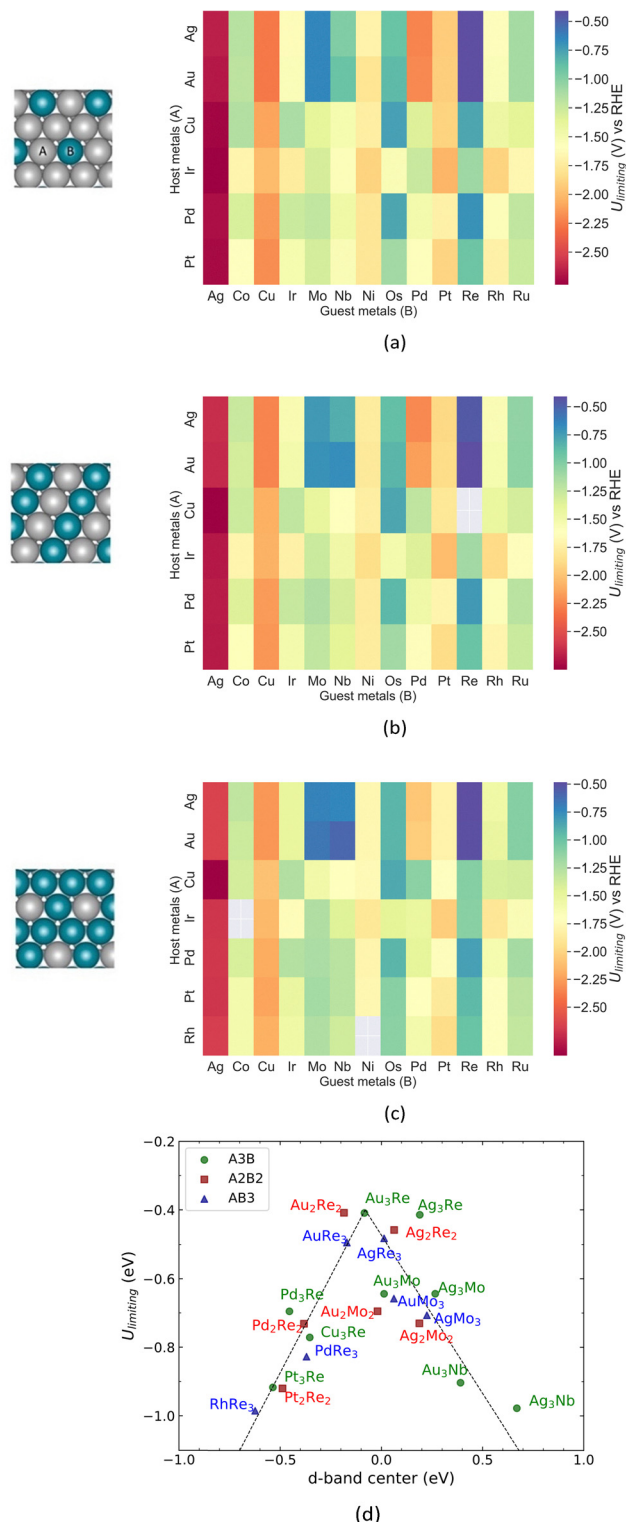 Ag
Au
Cu
Ir
Pd
Pt
Host metals (A)
A B
Ag Co Cu Ir Mo Nb Ni Os Pd Pt Re Rh Ru
Guest metals (B)
−0.50
−0.75
−1.00
−1.25
−1.50
−1.75
−2.00
−2.25
−2.50
U limiting (V) vs RHE
(a)
Ag
Au
Cu
Ir
Pd
Pt
Host metals (A)
Ag Co Cu Ir Mo Nb Ni Os Pd Pt Re Rh Ru
Guest metals (B)
−0.50
−0.75
−1.00
−1.25
−1.50
−1.75
−2.00
−2.25
−2.50
U limiting (V) vs RHE
(b)
Ag
Au
Cu
Ir
Pd
Pt
Rh
Host metals (A)
Ag Co Cu Ir Mo Nb Ni Os Pd Pt Re Rh Ru
Guest metals (B)
−0.50
−0.75
−1.00
−1.25
−1.50
−1.75
−2.00
−2.25
−2.50
U limiting (V) vs RHE
(c)
A3B
A2B2
AB3
−0.2
−0.4
−0.6
−0.8
−1.0
U limiting (eV)
Au₂Re₂ Au₃Re Ag₃Re
AuRe₃ AgRe₃ Ag₂Re₂
Pd₃Re Au₃Mo Ag₃Mo
Au₂Mo₂ AuMo₃ AgMo₃
Pd₂Re₂ Cu₃Re Ag₂Mo₂
PdRe₃
Pt₃Re Au₃Nb
RhRe₃ Pt₂Re₂ Ag₃Nb
−1.0 −0.5 0.0 0.5 1.0
d-band center (eV)
(d)